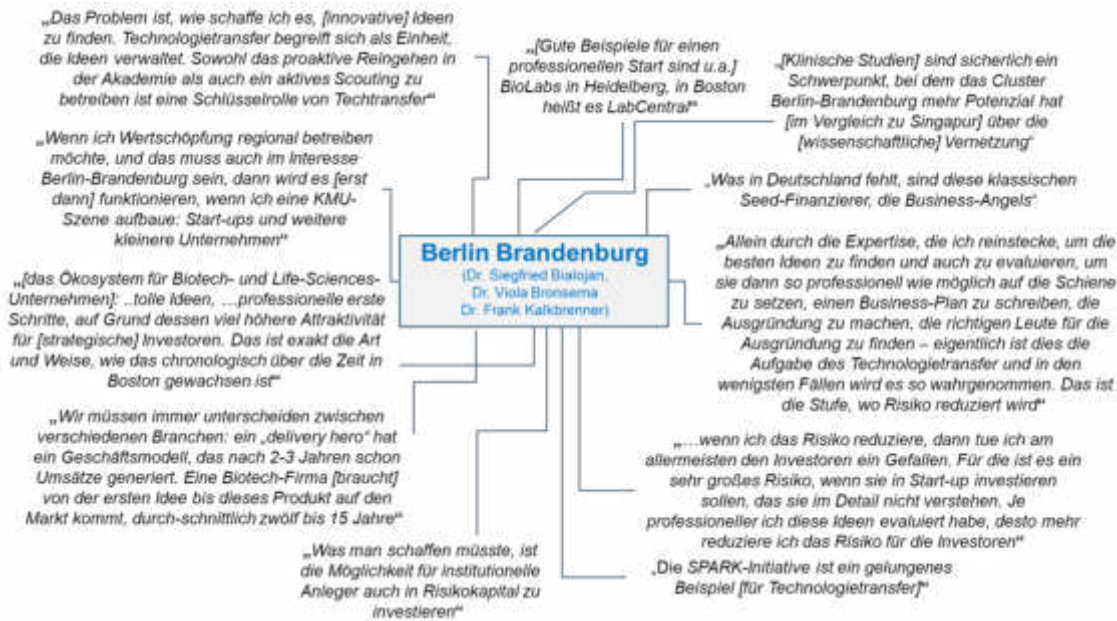 „Das Problem ist, wie schaffe ich es, [innovative] Ideen
zu finden. Technologietransfer begreift sich als Einheit,
die Ideen verwaltet. Sowohl das proaktive Reingehen in
der Akademie als auch ein aktives Scouting zu
betreiben ist eine Schlüsselrolle von Techtransfer“
„[Gute Beispiele für einen
professionellen Start sind u.a.]
BioLabs in Heidelberg, in Boston
heißt es LabCentral“
„[Klinische Studien] sind sicherlich ein
Schwerpunkt, bei dem das Cluster
Berlin-Brandenburg mehr Potenzial hat
[im Vergleich zu Singapur] über die
[wissenschaftliche] Vernetzung“
„Wenn ich Wertschöpfung regional betreiben
möchte, und das muss auch im Interesse
Berlin-Brandenburg sein, dann wird es [erst
dann] funktionieren, wenn ich eine KMU-
Szene aufbaue: Start-ups und weitere
kleinere Unternehmen“
„Was in Deutschland fehlt, sind diese klassischen
Seed-Finanzierer, die Business-Angels“
Berlin Brandenburg
(Dr. Siegfried Bialojan,
Dr. Viola Bronsema
Dr. Frank Kalkbrenner)
„[das Ökosystem für Biotech- und Life-Sciences-
Unternehmen]: ..tolle Ideen, …professionelle erste
Schritte, auf Grund dessen viel höhere Attraktivität
für [strategische] Investoren. Das ist exakt die Art
und Weise, wie das chronologisch über die Zeit in
Boston gewachsen ist“
„Allein durch die Expertise, die ich reinstecke, um die
besten Ideen zu finden und auch zu evaluieren, um
sie dann so professionell wie möglich auf die Schiene
zu setzen, einen Business-Plan zu schreiben, die
Ausgründung zu machen, die richtigen Leute für die
Ausgründung zu finden – eigentlich ist dies die
Aufgabe des Technologietransfer und in den
wenigsten Fällen wird es so wahrgenommen. Das ist
die Stufe, wo Risiko reduziert wird“
„Wir müssen immer unterscheiden zwischen
verschiedenen Branchen: ein „delivery hero“ hat
ein Geschäftsmodell, das nach 2-3 Jahren schon
Umsätze generiert. Eine Biotech-Firma [braucht]
von der ersten Idee bis dieses Produkt auf den
Markt kommt, durch-schnittlich zwölf bis 15 Jahre“
„…wenn ich das Risiko reduziere, dann tue ich am
allermeisten den Investoren ein Gefallen. Für die ist es ein
sehr großes Risiko, wenn sie in Start-up investieren
sollen, das sie im Detail nicht verstehen. Je
professioneller ich diese Ideen evaluiert habe, desto mehr
reduziere ich das Risiko für die Investoren“
„Was man schaffen müsste, ist
die Möglichkeit für institutionelle
Anleger auch in Risikokapital zu
investieren“
„Die SPARK-Initiative ist ein gelungenes
Beispiel [für Technologietransfer]“